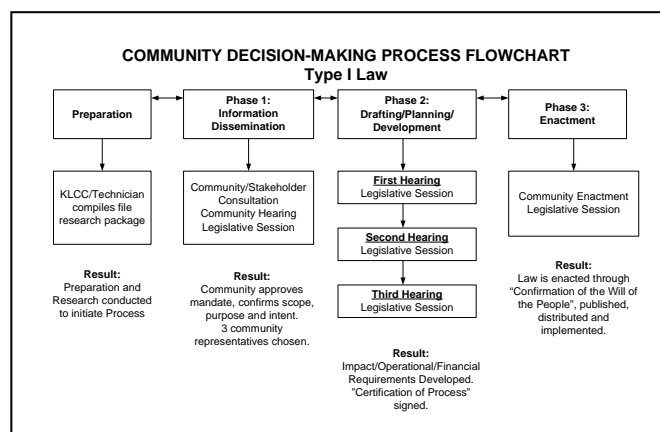 COMMUNITY DECISION-MAKING PROCESS FLOWCHART
Type I Law
Preparation
Phase 1:
Information
Dissemination
Phase 2:
Drafting/Planning/
Development
Phase 3:
Enactment
KLCC/Technician
compiles file
research package
Community/Stakeholder
Consultation
Community Hearing
Legislative Session
First Hearing
Legislative Session
Second Hearing
Legislative Session
Third Hearing
Legislative Session
Community Enactment
Legislative Session
Result:
Preparation and
Research conducted
to initiate Process
Result:
Community approves
mandate, confirms scope,
purpose and intent.
3 community
representatives chosen.
Result:
Impact/Operational/Financial
Requirements Developed.
"Certification of Process"
signed.
Result:
Law is enacted through
“Confirmation of the Will of
the People”, published,
distributed and
implemented.